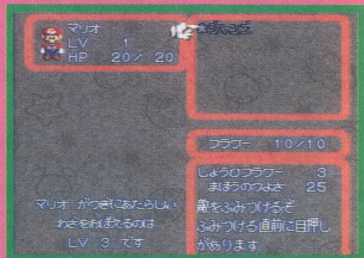 マリオ
LV 1
HP 20/ 20
フラワー 10/10
しょうひフラワー 3
まほうのつよさ 25
敵をふみつけるぞ
ふみつける直前に目押し
があります
マリオ がつぎにあたらしい
わざをおぼえるのは
LV 3 です